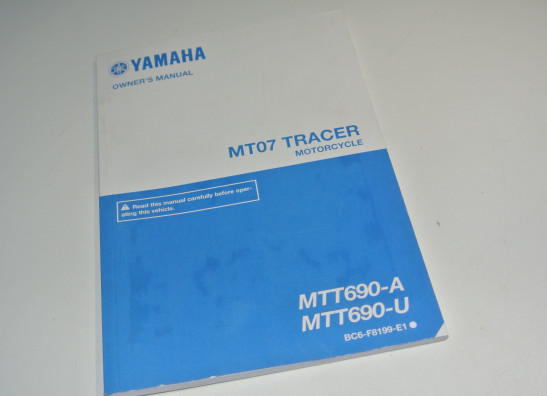 YAMAHA
OWNER'S MANUAL
MT07 TRACER
MOTORCYCLE
Read this manual carefully before oper-
ating this vehicle.
MTT690-A
MTT690-U
BC6-F8199-E1